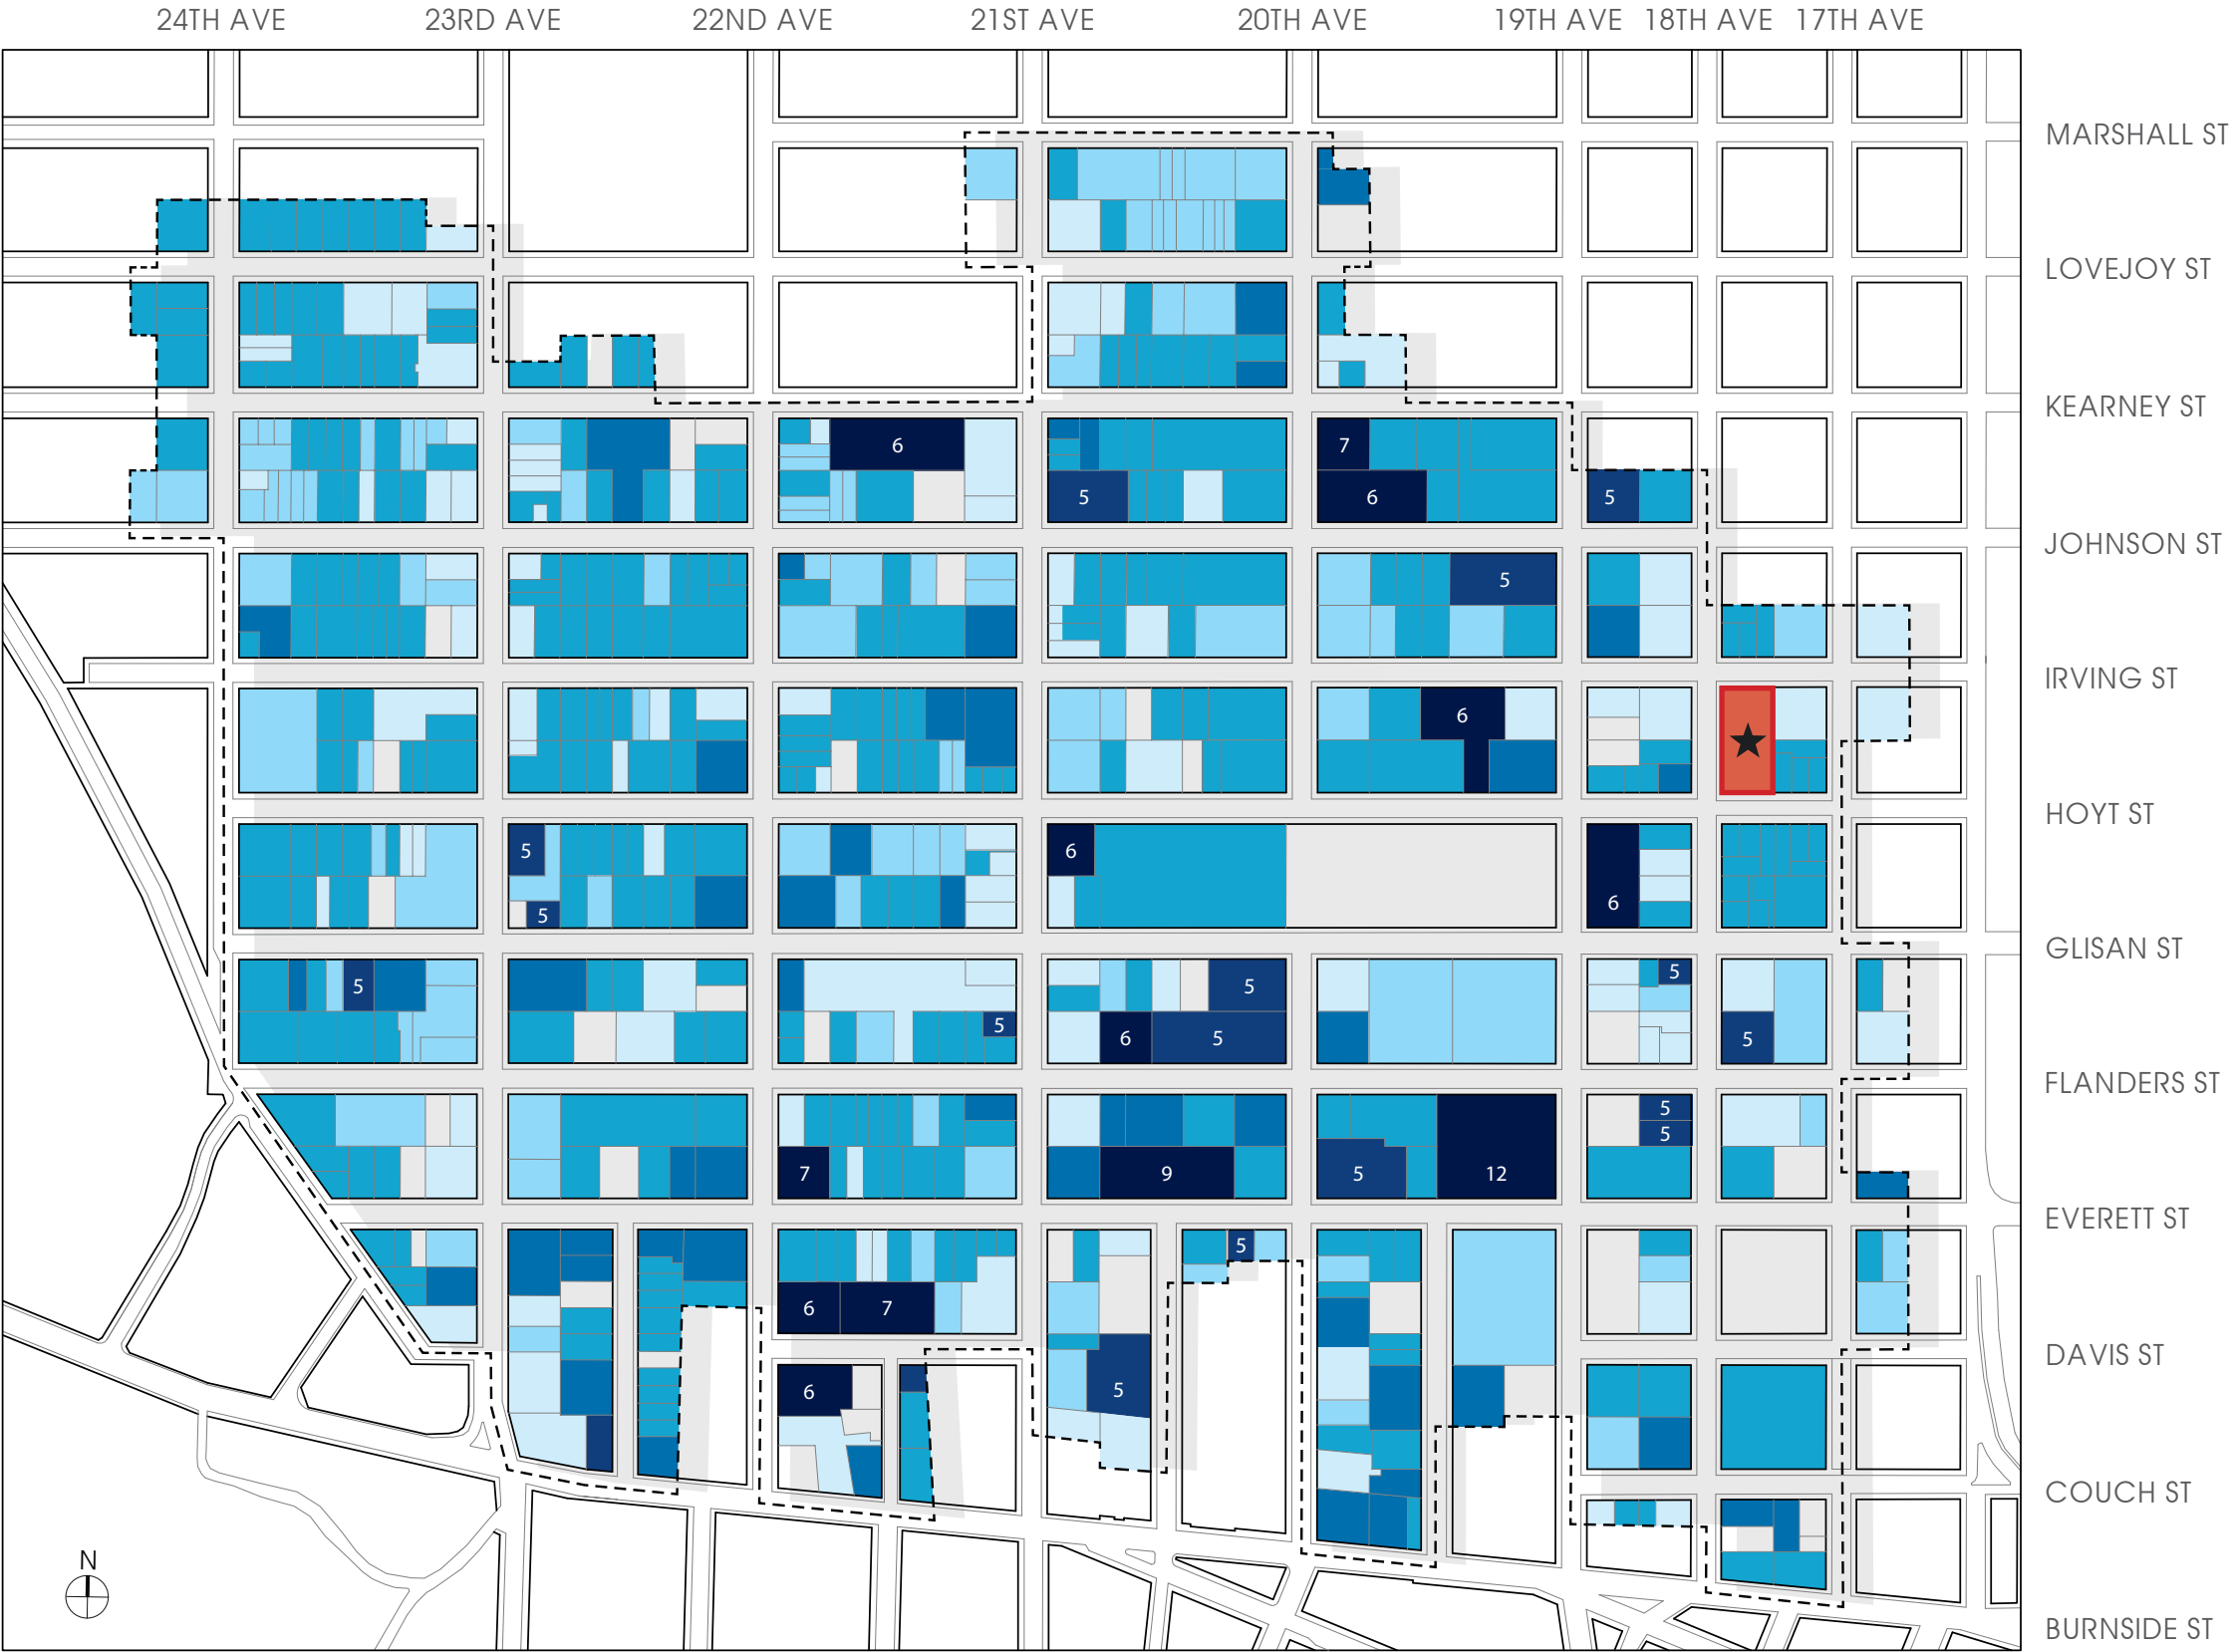 24TH AVE 23RD AVE 22ND AVE 21ST AVE 20TH AVE 19TH AVE 18TH AVE 17TH AVE
MARSHALL ST
LOVEJOY ST
KEARNEY ST
6 7
5 6 5
JOHNSON ST
5
IRVING ST
6
HOYT ST
5 6
5 6
GLISAN ST
5 5 5
5 6 5 5
FLANDERS ST
5
5
7 9 5 12
EVERETT ST
5
6 7
DAVIS ST
6 5
COUCH ST
N
BURNSIDE ST